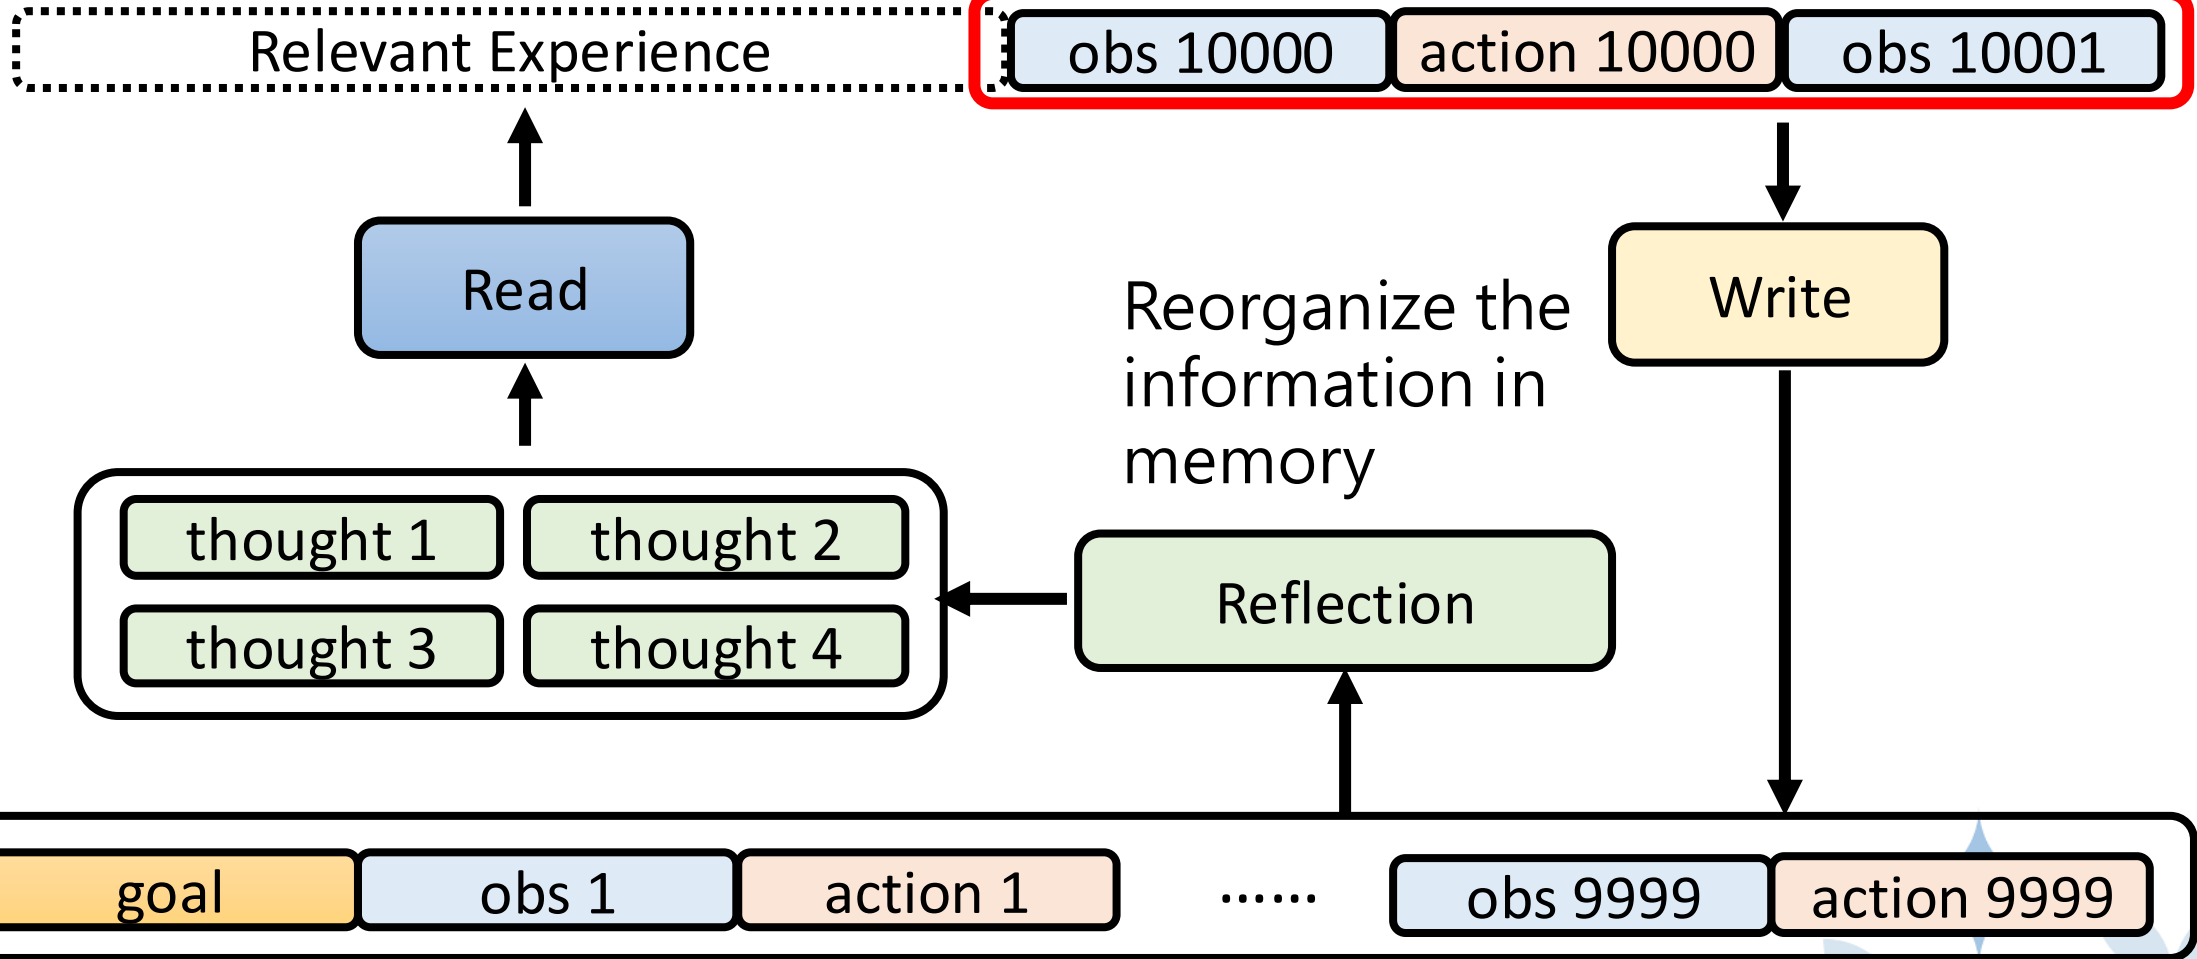 Relevant Experience
obs 10000
action 10000
obs 10001
Read
Write
Reorganize the
information in
memory
thought 1
thought 2
thought 3
thought 4
Reflection
goal
obs 1
action 1
......
obs 9999
action 9999